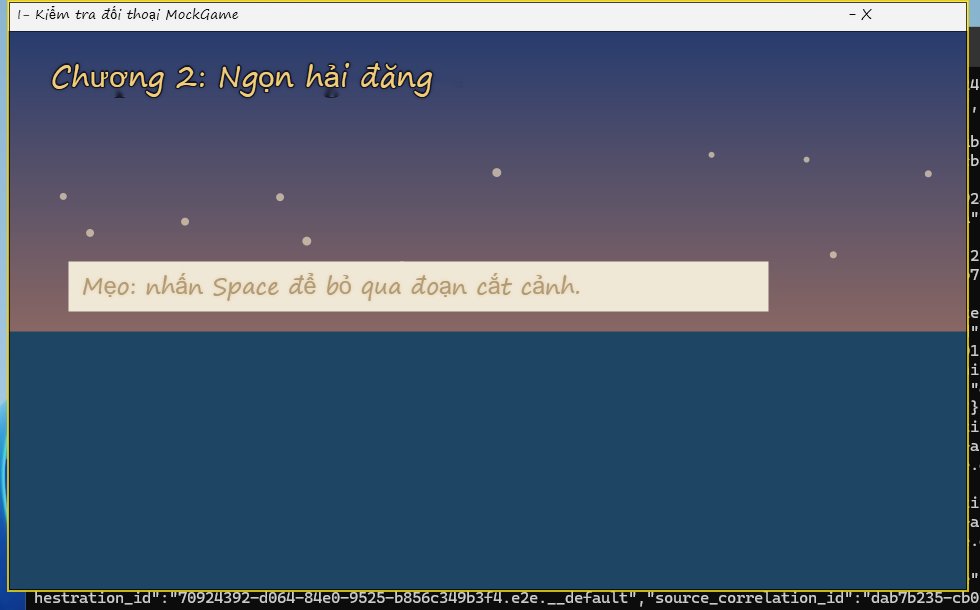 I- Kiểm tra đối thoại MockGame
- X
Chương 2: Ngọn hải đăng
Mẹo: nhấn Space để bỏ qua đoạn cắt cảnh.
hestration_id":"70924392-d064-84e0-9525-b856c349b3f4.e2e.__default","source_correlation_id":"dab7b235-cb0